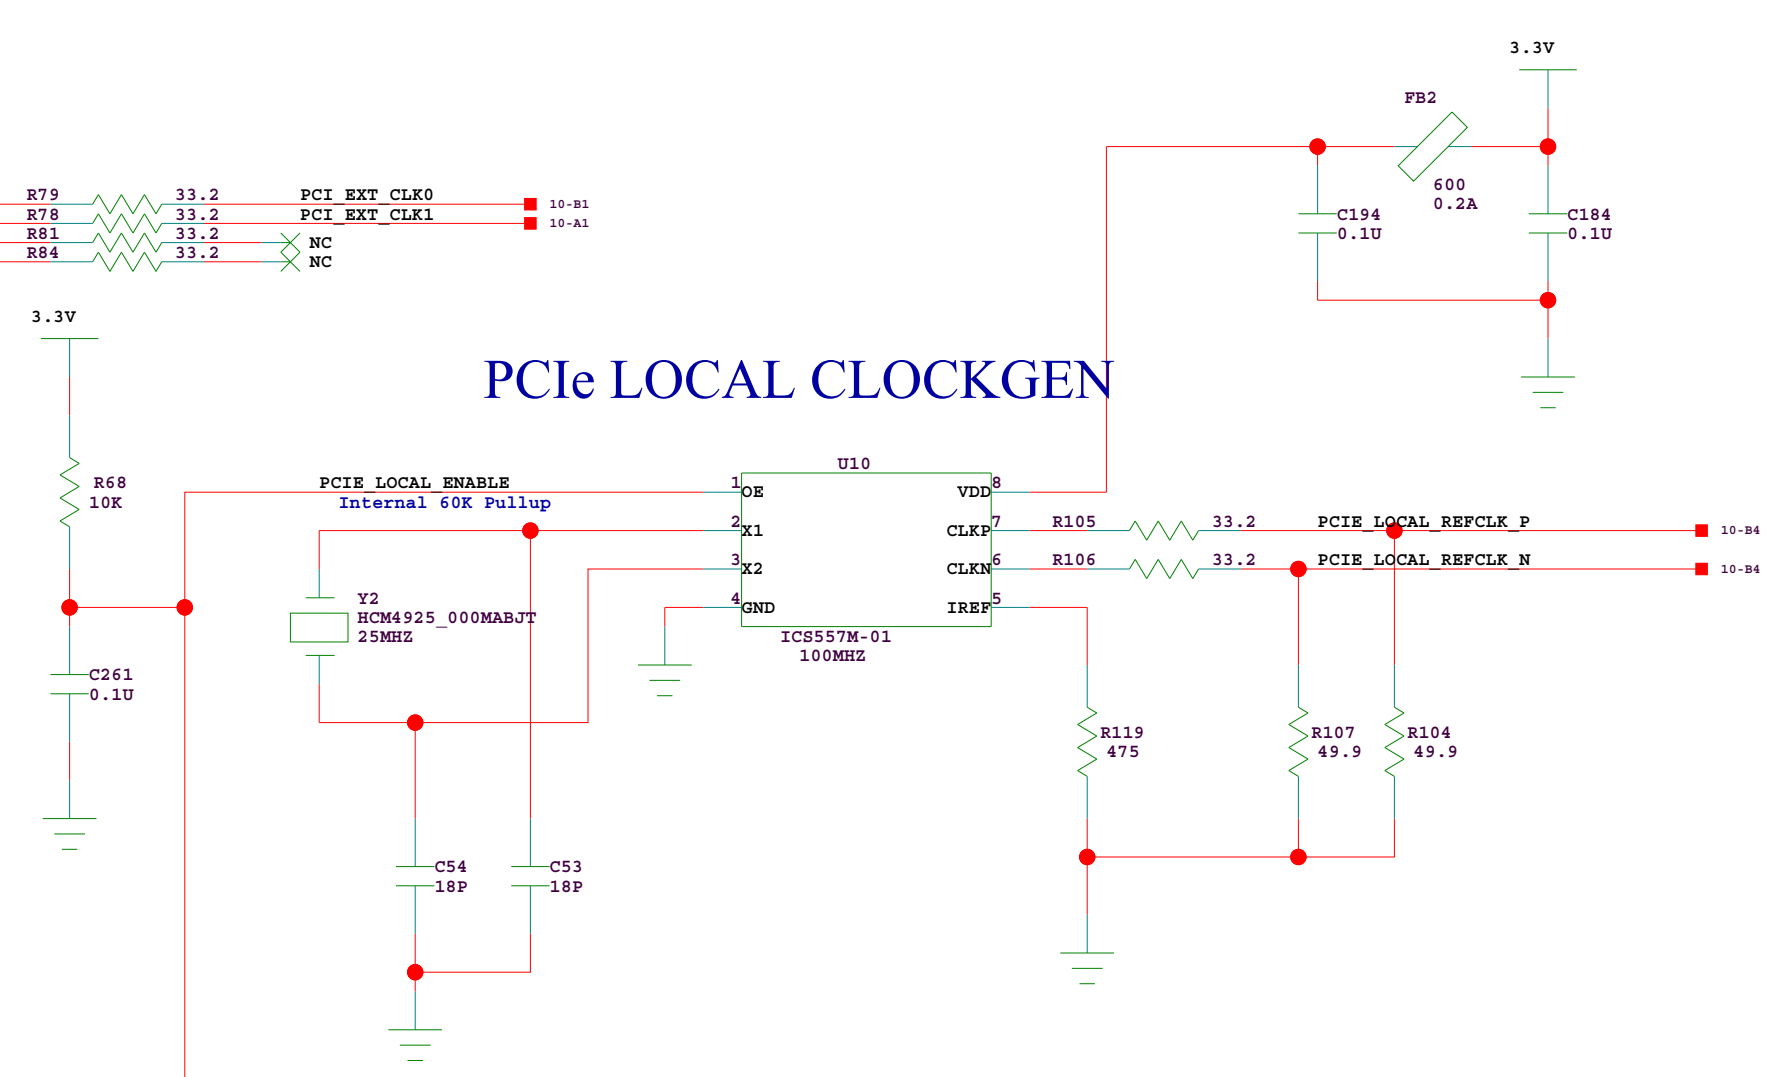 3.3V
FB2
600
0.2A
C194
0.1U
C184
0.1U
R79 33.2 PCI_EXT_CLK0 10-B1
R78 33.2 PCI_EXT_CLK1 10-A1
R81 33.2 NC
R84 33.2 NC
3.3V
PCIe LOCAL CLOCKGEN
R68
10K
PCIE_LOCAL_ENABLE
Internal 60K Pullup
U10
1 OE VDD 8
2 X1 CLKP 7
3 X2 CLKN 6
4 GND IREF 5
ICS557M-01
100MHZ
R105 33.2 PCIE_LOCAL_REFCLK_P 10-B4
R106 33.2 PCIE_LOCAL_REFCLK_N 10-B4
Y2
HCM4925_000MABJT
25MHZ
C261
0.1U
R119
475
R107
49.9
R104
49.9
C54
18P
C53
18P